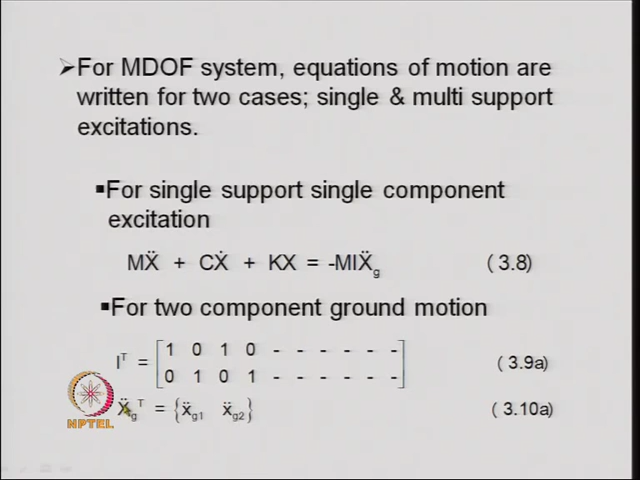 ➢For MDOF system, equations of motion are
written for two cases; single & multi support
excitations.
▪For single support single component
excitation
MẌ + CẊ + KX = -MIẌg ( 3.8)
▪For two component ground motion
Iᵀ = [1 0 1 0 - - - - - -
0 1 0 1 - - - - - -] ( 3.9a)
Ẍgᵀ = {ẍg1 ẍg2} ( 3.10a)
NPTEL